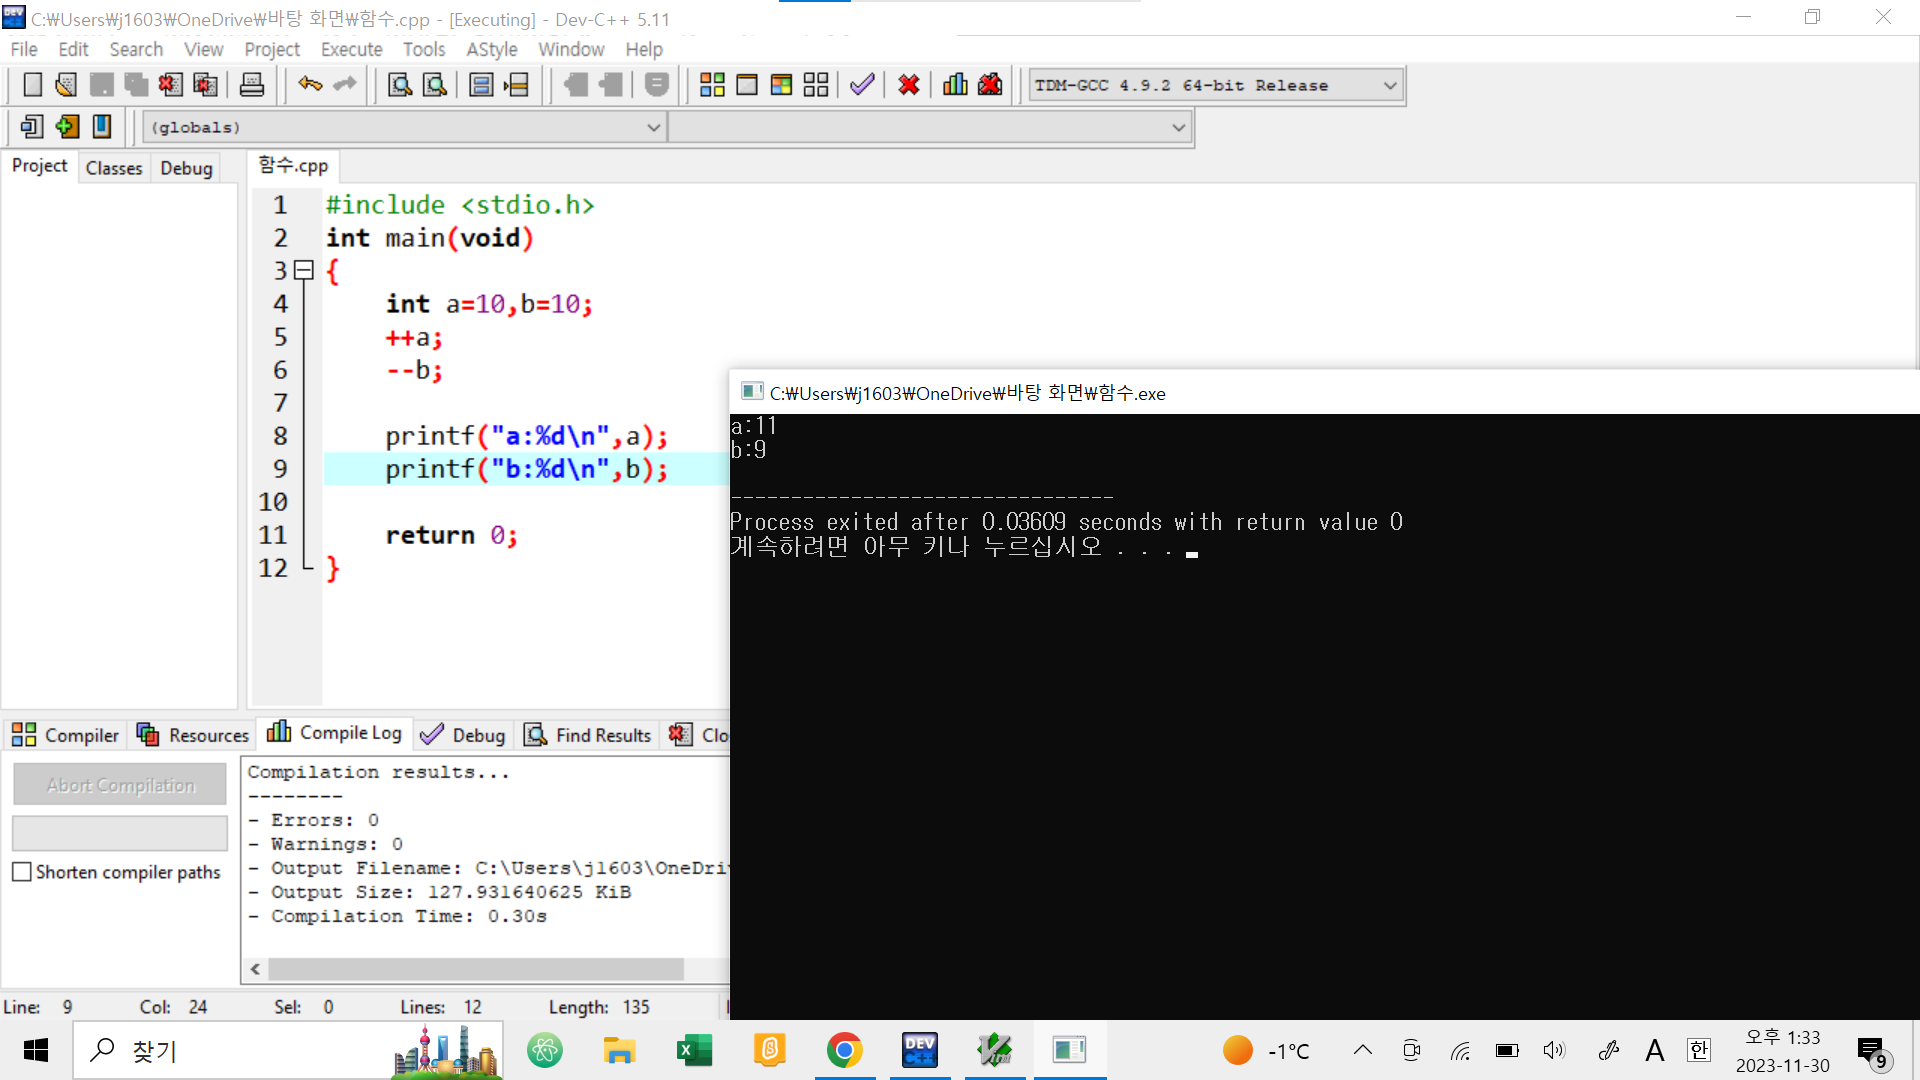 C:₩Users₩j1603₩OneDrive₩바탕 화면₩함수.cpp - [Executing] - Dev-C++ 5.11
File Edit Search View Project Execute Tools AStyle Window Help
TDM-GCC 4.9.2 64-bit Release
(globals)
Project Classes Debug
함수.cpp
1 #include <stdio.h>
2 int main(void)
3 {
4 int a=10,b=10;
5 ++a;
6 --b;
7
8 printf("a:%d\n",a);
9 printf("b:%d\n",b);
10
11 return 0;
12 }
C:₩Users₩j1603₩OneDrive₩바탕 화면₩함수.exe
a:11
b:9
--------------------------------
Process exited after 0.03609 seconds with return value 0
계속하려면 아무 키나 누르십시오 . . .
Compiler Resources Compile Log Debug Find Results Clo
Abort Compilation
Shorten compiler paths
Compilation results...
--------
- Errors: 0
- Warnings: 0
- Output Filename: C:\Users\j1603\OneDri
- Output Size: 127.931640625 KiB
- Compilation Time: 0.30s
Line: 9 Col: 24 Sel: 0 Lines: 12 Length: 135
찾기
DEV C++
-1°C
A 한
오후 1:33
2023-11-30
9